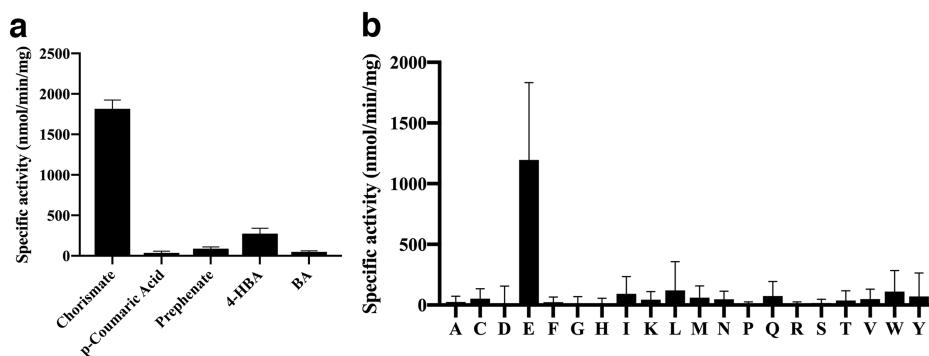 a
Specific activity (nmol/min/mg)
2500
2000
1500
1000
500
0
Chorismate
p-Coumaric Acid
Prephenate
4-HBA
BA
b
Specific activity (nmol/min/mg)
2000
1500
1000
500
0
A C D E F G H I K L M N P Q R S T V W Y